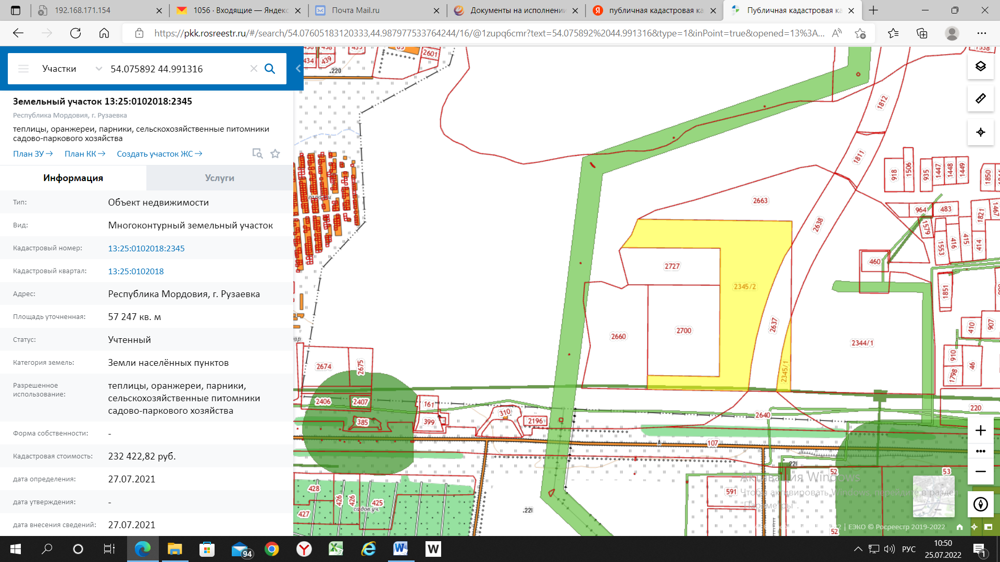 192.168.171.154
1056 · Входящие — Яндекс
Почта Mail.ru
Документы на исполнении
публичная кадастровая ка
Публичная кадастровая ка
https://pkk.rosreestr.ru/#/search/54.07605183120333,44.987977533764244/16/@1zupq6cmr?text=54.075892%2044.991316&type=1&inPoint=true&opened=13%3A...
Участки
54.075892 44.991316
Земельный участок 13:25:0102018:2345
Республика Мордовия, г. Рузаевка
теплицы, оранжереи, парники, сельскохозяйственные питомники
садово-паркового хозяйства
План ЗУ→
План КК→
Создать участок ЖС→
Информация
Услуги
Тип:
Объект недвижимости
Вид:
Многоконтурный земельный участок
Кадастровый номер:
13:25:0102018:2345
Кадастровый квартал:
13:25:0102018
Адрес:
Республика Мордовия, г. Рузаевка
Площадь уточненная:
57 247 кв. м
Статус:
Учтенный
Категория земель:
Земли населённых пунктов
Разрешенное
использование:
теплицы, оранжереи, парники,
сельскохозяйственные питомники
садово-паркового хозяйства
Форма собственности:
-
Кадастровая стоимость:
232 422,82 руб.
дата определения:
27.07.2021
дата утверждения:
-
дата внесения сведений:
27.07.2021
434
439
.220
2601
1538
1812
1811
2663
2638
918
1506
935
1447
1448
1449
1850
964
483
1821
1467
1579
1553
416
415
414
460
2727
2345/2
2700
2660
2637
2345/1
2344/1
1851
410
907
910
46
1798
220
2674
2675
2406
2407
385
161
399
310
2196
2640
107
А
.221
52
53
591
428
426
426
425
427
садов.уч.
.221
52
Активация Windows
Чтобы активировать Windows, перейдите в раздел
"Параметры".
| ЕЭКО © Росреестр 2019-2022
94
W
РУС
10:50
25.07.2022
1